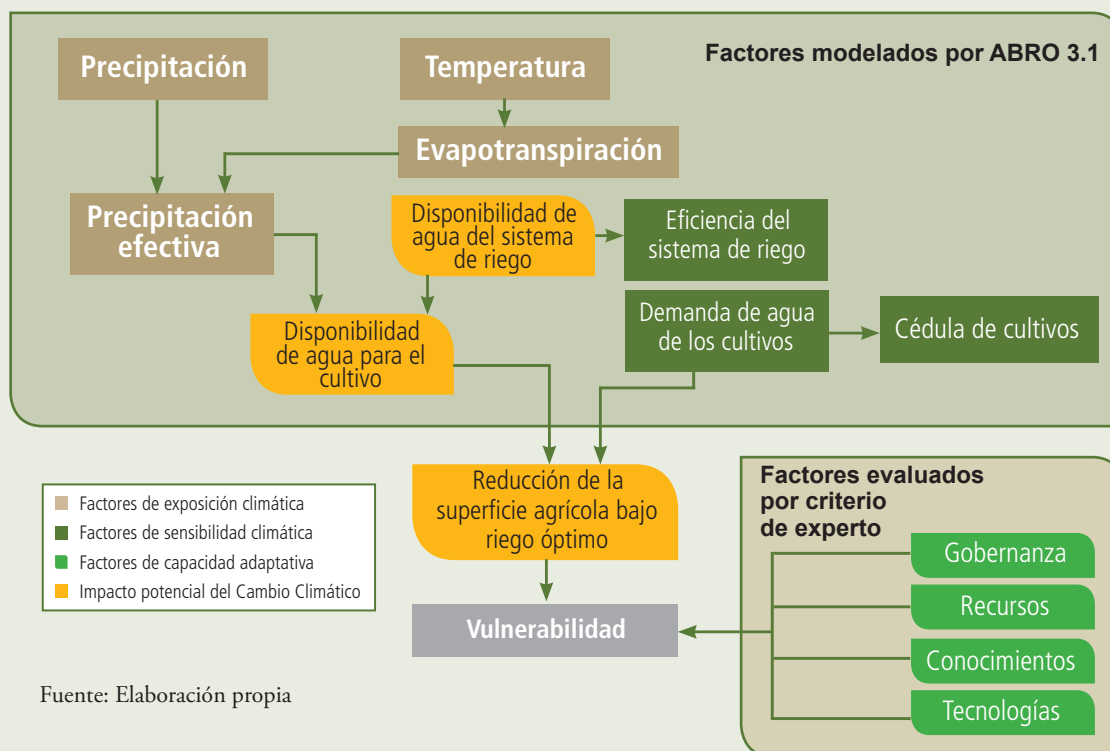 Factores modelados por ABRO 3.1
Precipitación
Temperatura
Evapotranspiración
Precipitación
efectiva
Disponibilidad de
agua del sistema
de riego
Eficiencia del
sistema de riego
Disponibilidad
de agua para el
cultivo
Demanda de agua
de los cultivos
Cédula de cultivos
Reducción de la
superficie agrícola bajo
riego óptimo
Vulnerabilidad
Factores evaluados
por criterio
de experto
Gobernanza
Recursos
Conocimientos
Tecnologías
Factores de exposición climática
Factores de sensibilidad climática
Factores de capacidad adaptativa
Impacto potencial del Cambio Climático
Fuente: Elaboración propia